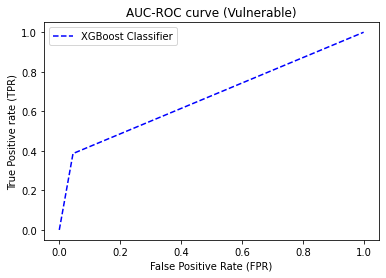 AUC-ROC curve (Vulnerable)
XGBoost Classifier
1.0
0.8
0.6
0.4
0.2
0.0
True Positive rate (TPR)
0.0 0.2 0.4 0.6 0.8 1.0
False Positive Rate (FPR)